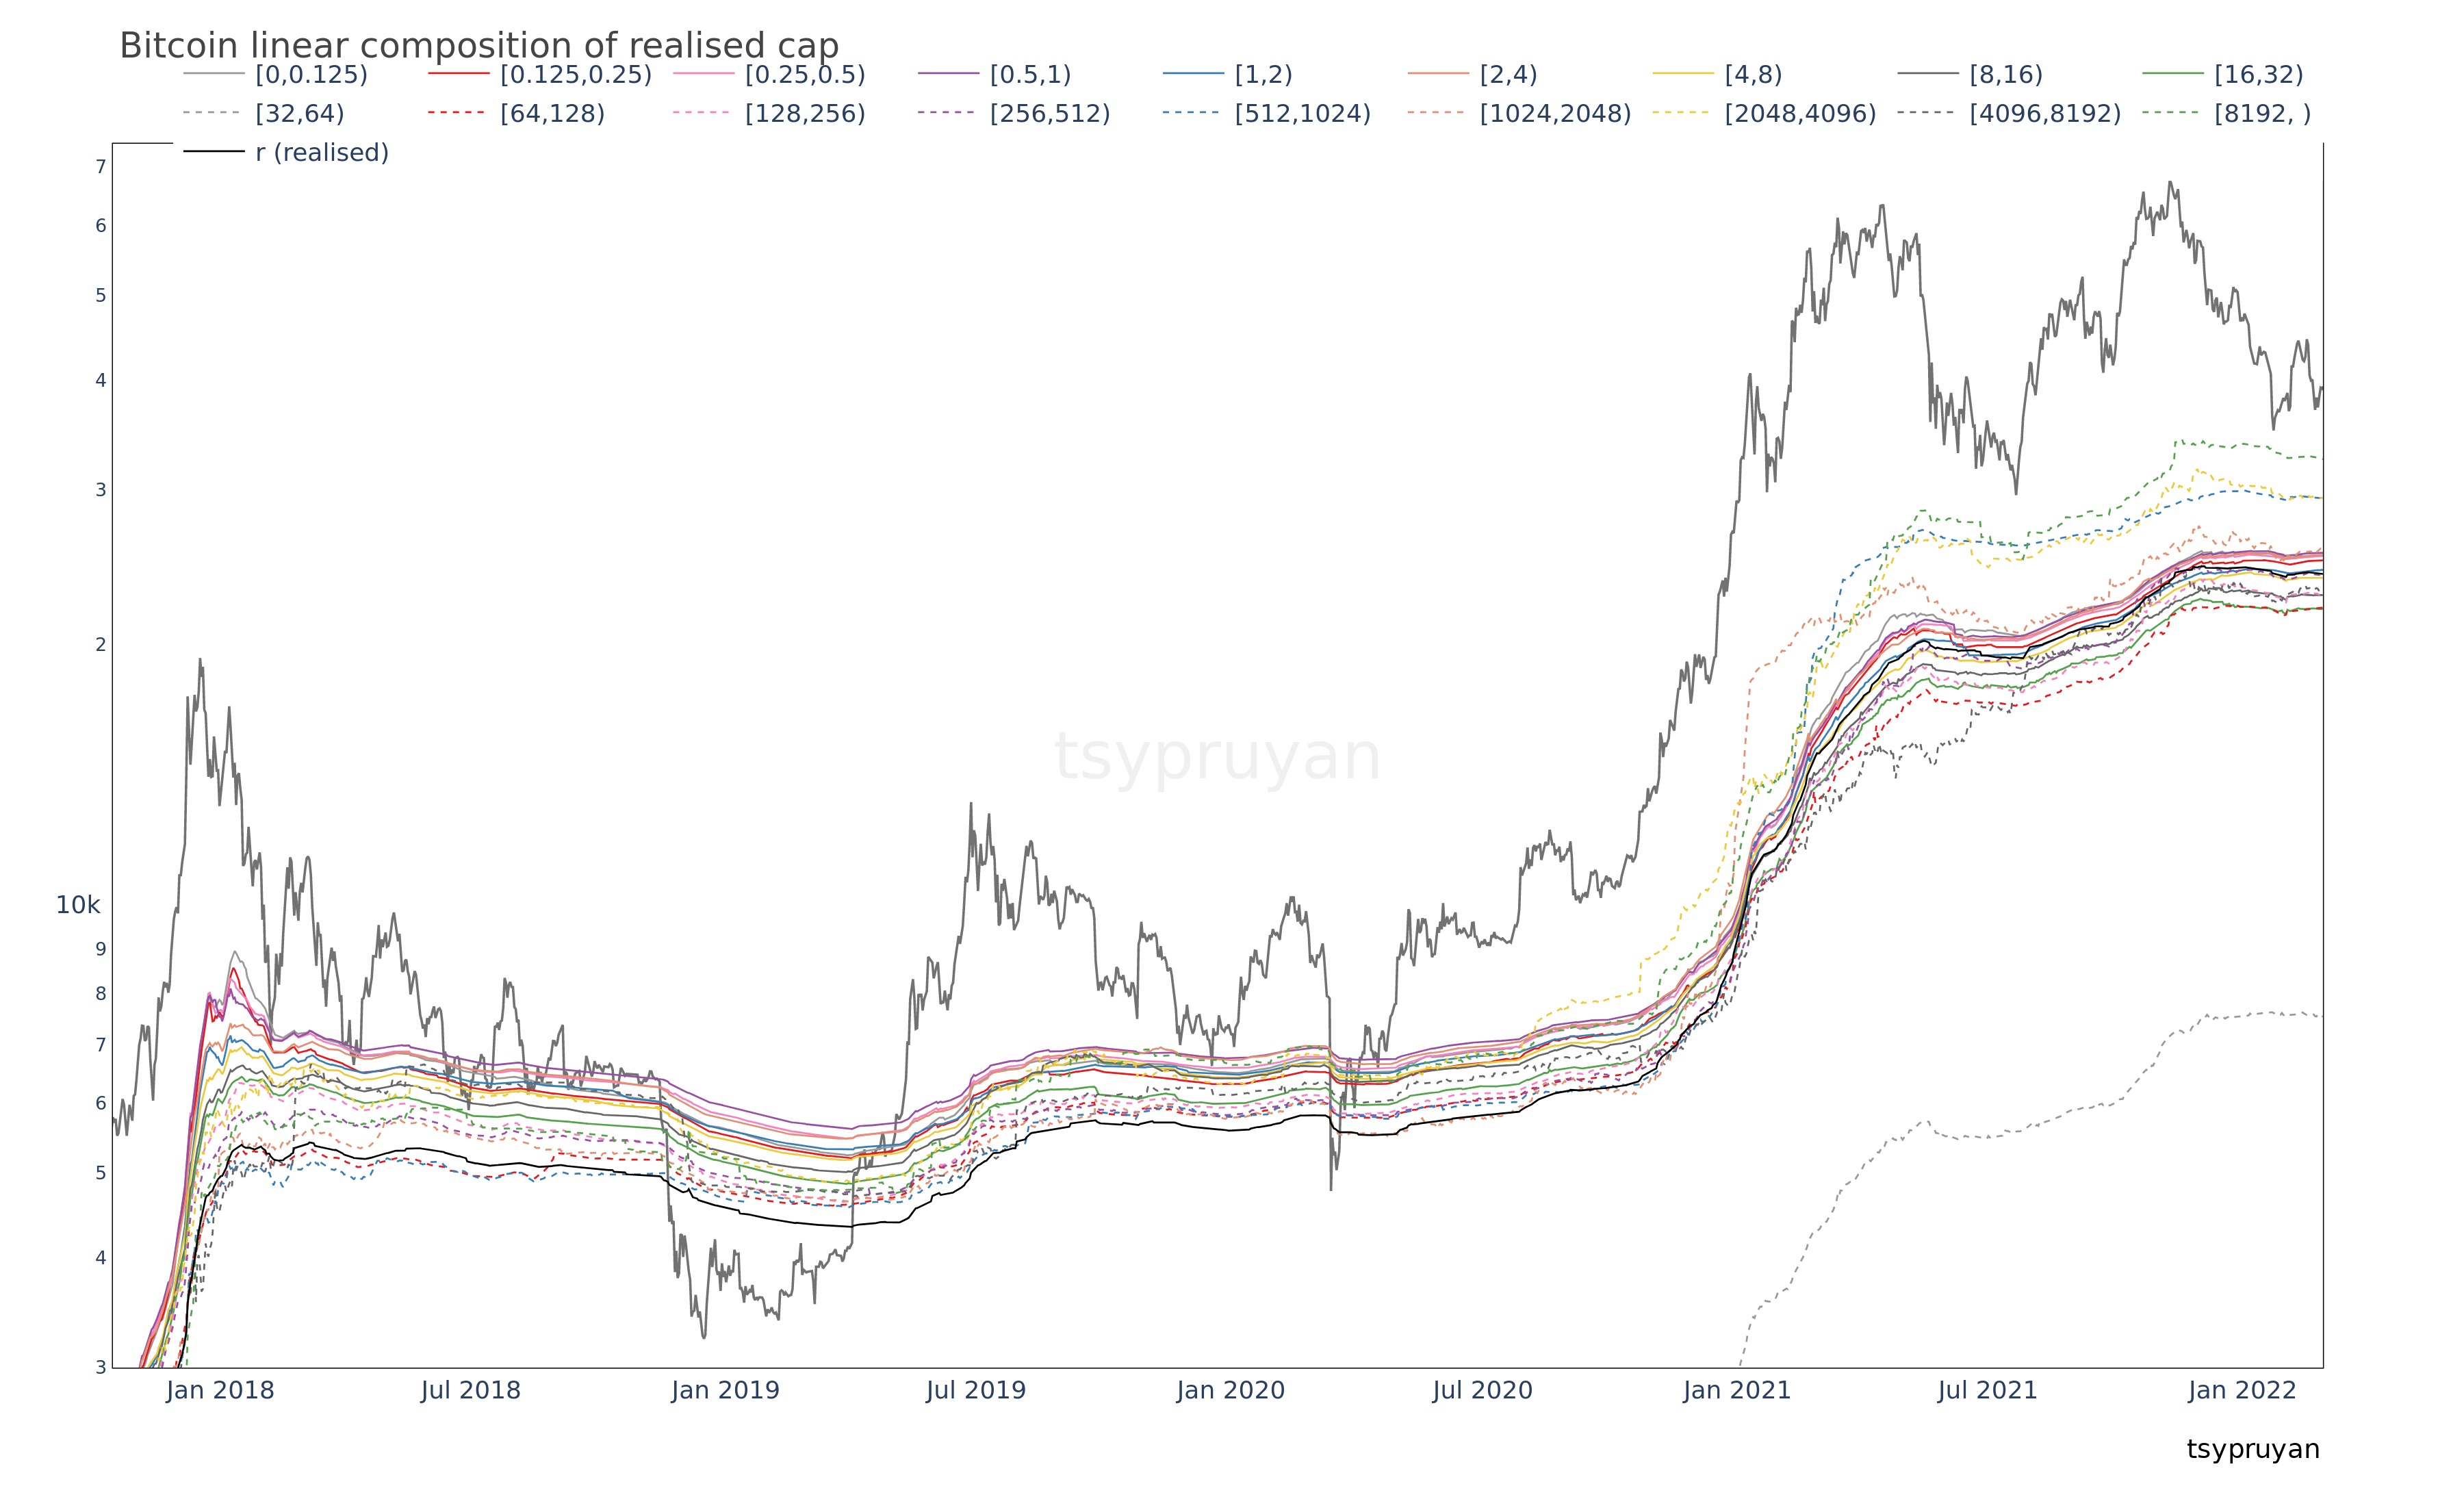 Bitcoin linear composition of realised cap
[0,0.125) [0.125,0.25) [0.25,0.5) [0.5,1) [1,2) [2,4) [4,8) [8,16) [16,32)
[32,64) [64,128) [128,256) [256,512) [512,1024) [1024,2048) [2048,4096) [4096,8192) [8192, )
r (realised)
7
6
5
4
3
2
10k
9
8
7
6
5
4
3
tsypruyan
Jan 2018 Jul 2018 Jan 2019 Jul 2019 Jan 2020 Jul 2020 Jan 2021 Jul 2021 Jan 2022
tsypruyan